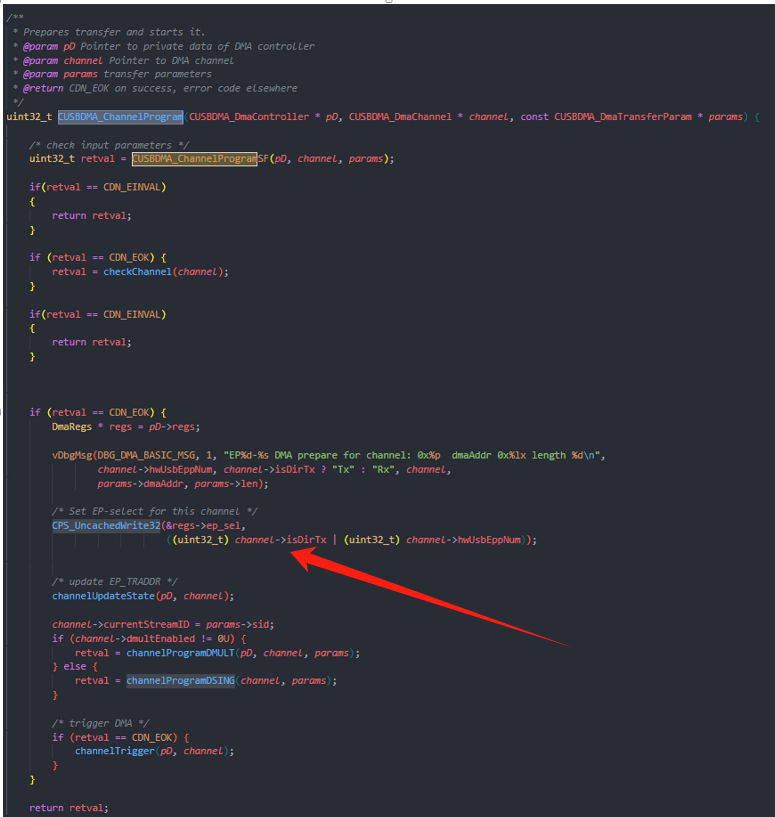 /**
 * Prepares transfer and starts it.
 * @param pD Pointer to private data of DMA controller
 * @param channel Pointer to DMA channel
 * @param params transfer parameters
 * @return CDN_EOK on success, error code elsewhere
 */
uint32_t CUSBDMA_ChannelProgram(CUSBDMA_DmaController * pD, CUSBDMA_DmaChannel * channel, const CUSBDMA_DmaTransferParam * params) {
/* check input parameters */
uint32_t retval = CUSBDMA_ChannelProgramSF(pD, channel, params);
if(retval == CDN_EINVAL)
{
return retval;
}
if (retval == CDN_EOK) {
retval = checkChannel(channel);
}
if(retval == CDN_EINVAL)
{
return retval;
}
if (retval == CDN_EOK) {
DmaRegs * regs = pD->regs;
vDbgMsg(DBG_DMA_BASIC_MSG, 1, "EP%d-%s DMA prepare for channel: 0x%p  dmaAddr 0x%lx length %d\n",
channel->hwUsbEppNum, channel->isDirTx ? "Tx" : "Rx", channel,
params->dmaAddr, params->len);
/* Set EP-select for this channel */
CPS_UncachedWrite32(&regs->ep_sel,
((uint32_t) channel->isDirTx | (uint32_t) channel->hwUsbEppNum));
/* update EP_TRADDR */
channelUpdateState(pD, channel);
channel->currentStreamID = params->sid;
if (channel->dmultEnabled != 0U) {
retval = channelProgramDMULT(pD, channel, params);
} else {
retval = channelProgramDSING(channel, params);
}
/* trigger DMA */
if (retval == CDN_EOK) {
channelTrigger(pD, channel);
}
}
return retval;